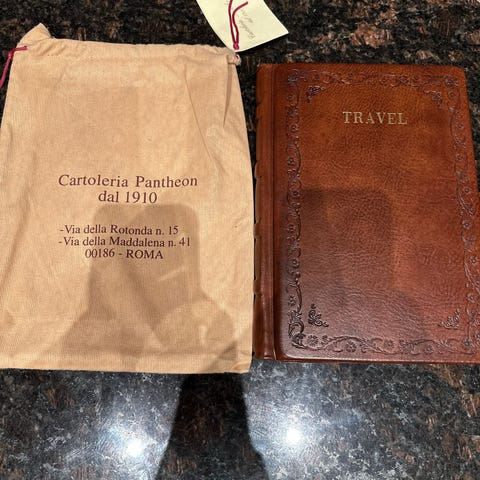 Cartoleria Pantheon
dal 1910
-Via della Rotonda n. 15
-Via della Maddalena n. 41
00186 - ROMA
TRAVEL